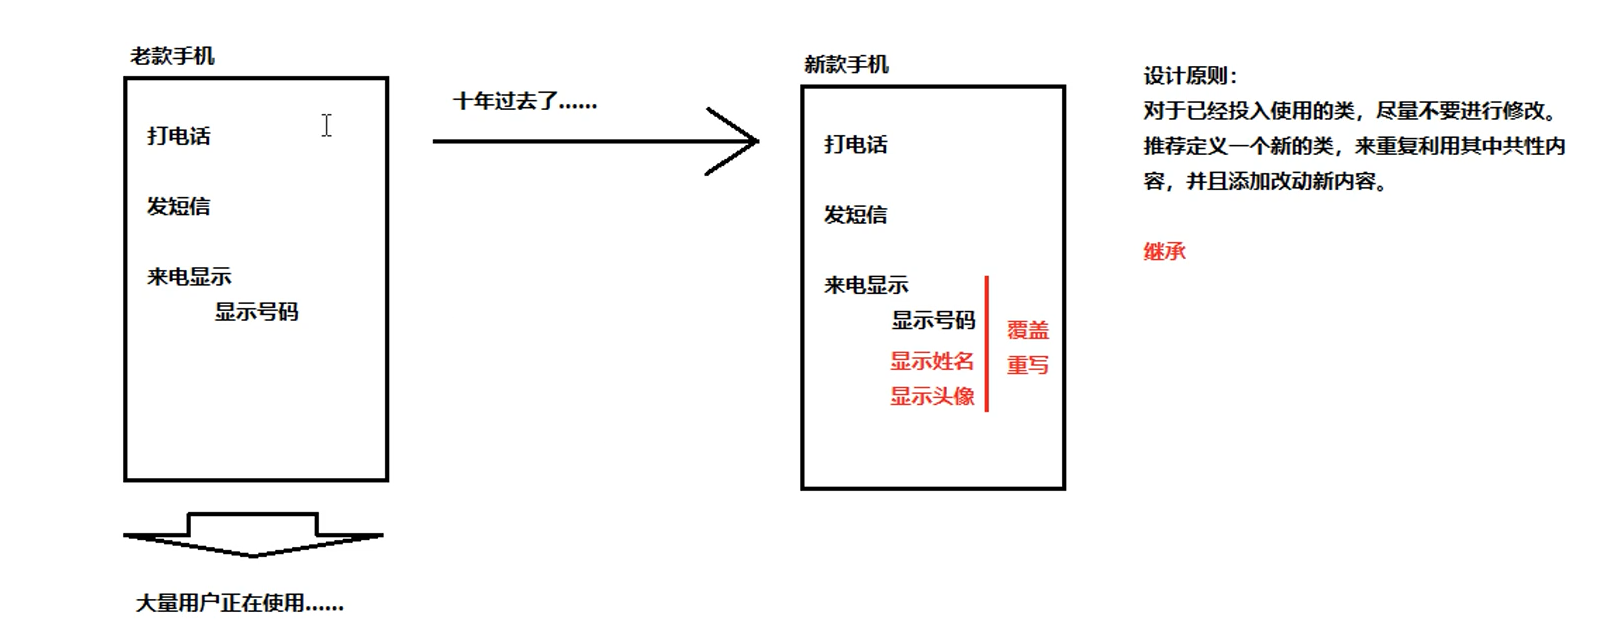 老款手机
打电话
发短信
来电显示
显示号码
大量用户正在使用......
十年过去了......
新款手机
打电话
发短信
来电显示
显示号码
显示姓名
显示头像
覆盖
重写
设计原则：
对于已经投入使用的类，尽量不要进行修改。
推荐定义一个新的类，来重复利用其中共性内
容，并且添加改动新内容。
继承